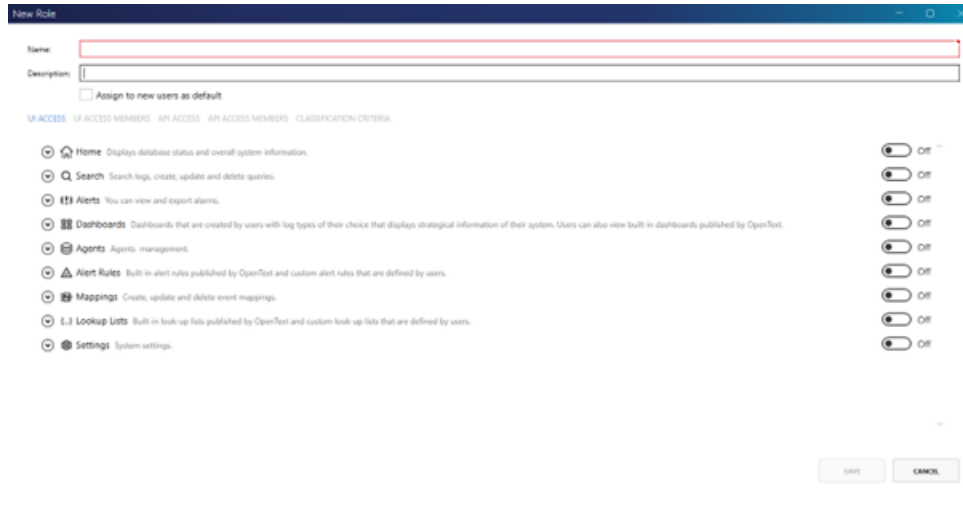 New Role
Name:
Description:
Assign to new users as default
UI ACCESS UI ACCESS MEMBERS API ACCESS API ACCESS MEMBERS CLASSIFICATION CRITERIA
Home Displays database status and overall system information. Off
Search Search logs, create, update and delete queries. Off
Alerts You can view and export alarms. Off
Dashboards Dashboards that are created by users with log types of their choice that displays strategical information of their system. Users can also view built-in dashboards published by OpenText. Off
Agents Agents management. Off
Alert Rules Built-in alert rules published by OpenText and custom alert rules that are defined by users. Off
Mappings Create, update and delete event mappings. Off
Lookup Lists Built-in look-up lists published by OpenText and custom look-up lists that are defined by users. Off
Settings System settings. Off
SAVE CANCEL